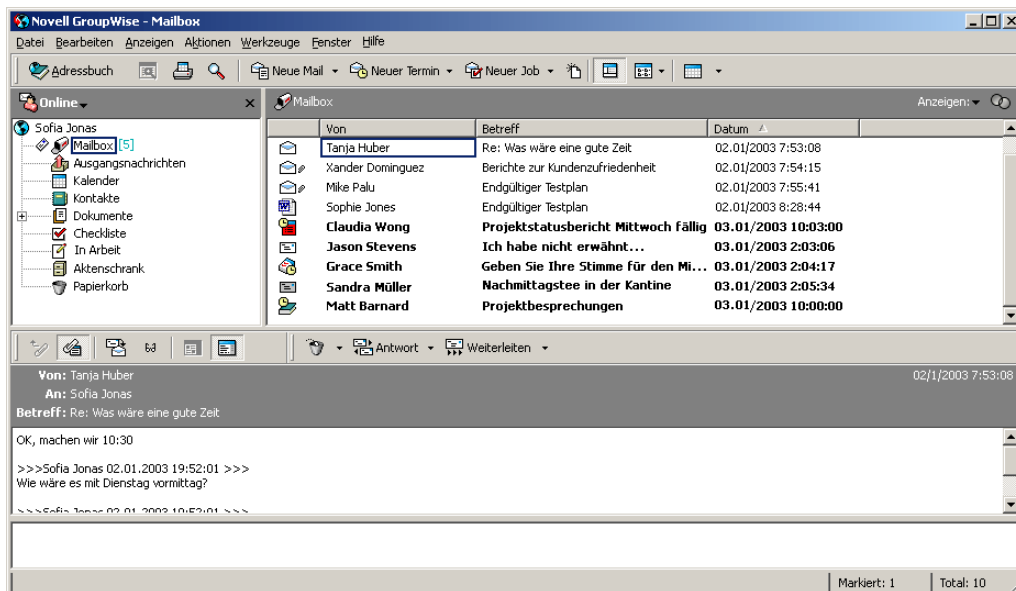 Novell GroupWise - Mailbox
Datei Bearbeiten Anzeigen Aktionen Werkzeuge Fenster Hilfe
Adressbuch Neue Mail Neuer Termin Neuer Job
Online Mailbox Anzeigen:
Sofia Jonas
Mailbox [5]
Ausgangsnachrichten
Kalender
Kontakte
Dokumente
Checkliste
In Arbeit
Aktenschrank
Papierkorb
Von Betreff Datum
Tanja Huber Re: Was wäre eine gute Zeit 02.01/2003 7:53:08
Xander Dominguez Berichte zur Kundenzufriedenheit 02.01/2003 7:54:15
Mike Palu Endgültiger Testplan 02.01/2003 7:55:41
Sophie Jones Endgültiger Testplan 02.01/2003 8:28:44
Claudia Wong Projektstatusbericht Mittwoch fällig 03.01/2003 10:03:00
Jason Stevens Ich habe nicht erwähnt... 03.01/2003 2:03:06
Grace Smith Geben Sie Ihre Stimme für den Mi... 03.01/2003 2:04:17
Sandra Müller Nachmittagstee in der Kantine 03.01/2003 2:05:34
Matt Barnard Projektbesprechungen 03.01/2003 10:00:00
Antwort Weiterleiten
Von: Tanja Huber 02/1/2003 7:53:08
An: Sofia Jonas
Betreff: Re: Was wäre eine gute Zeit
OK, machen wir 10:30
>>>Sofia Jonas 02.01.2003 19:52:01 >>>
Wie wäre es mit Dienstag vormittag?
>>>Sofia Jonas 02.01.2003 19:52:01 >>>
Markiert: 1 Total: 10